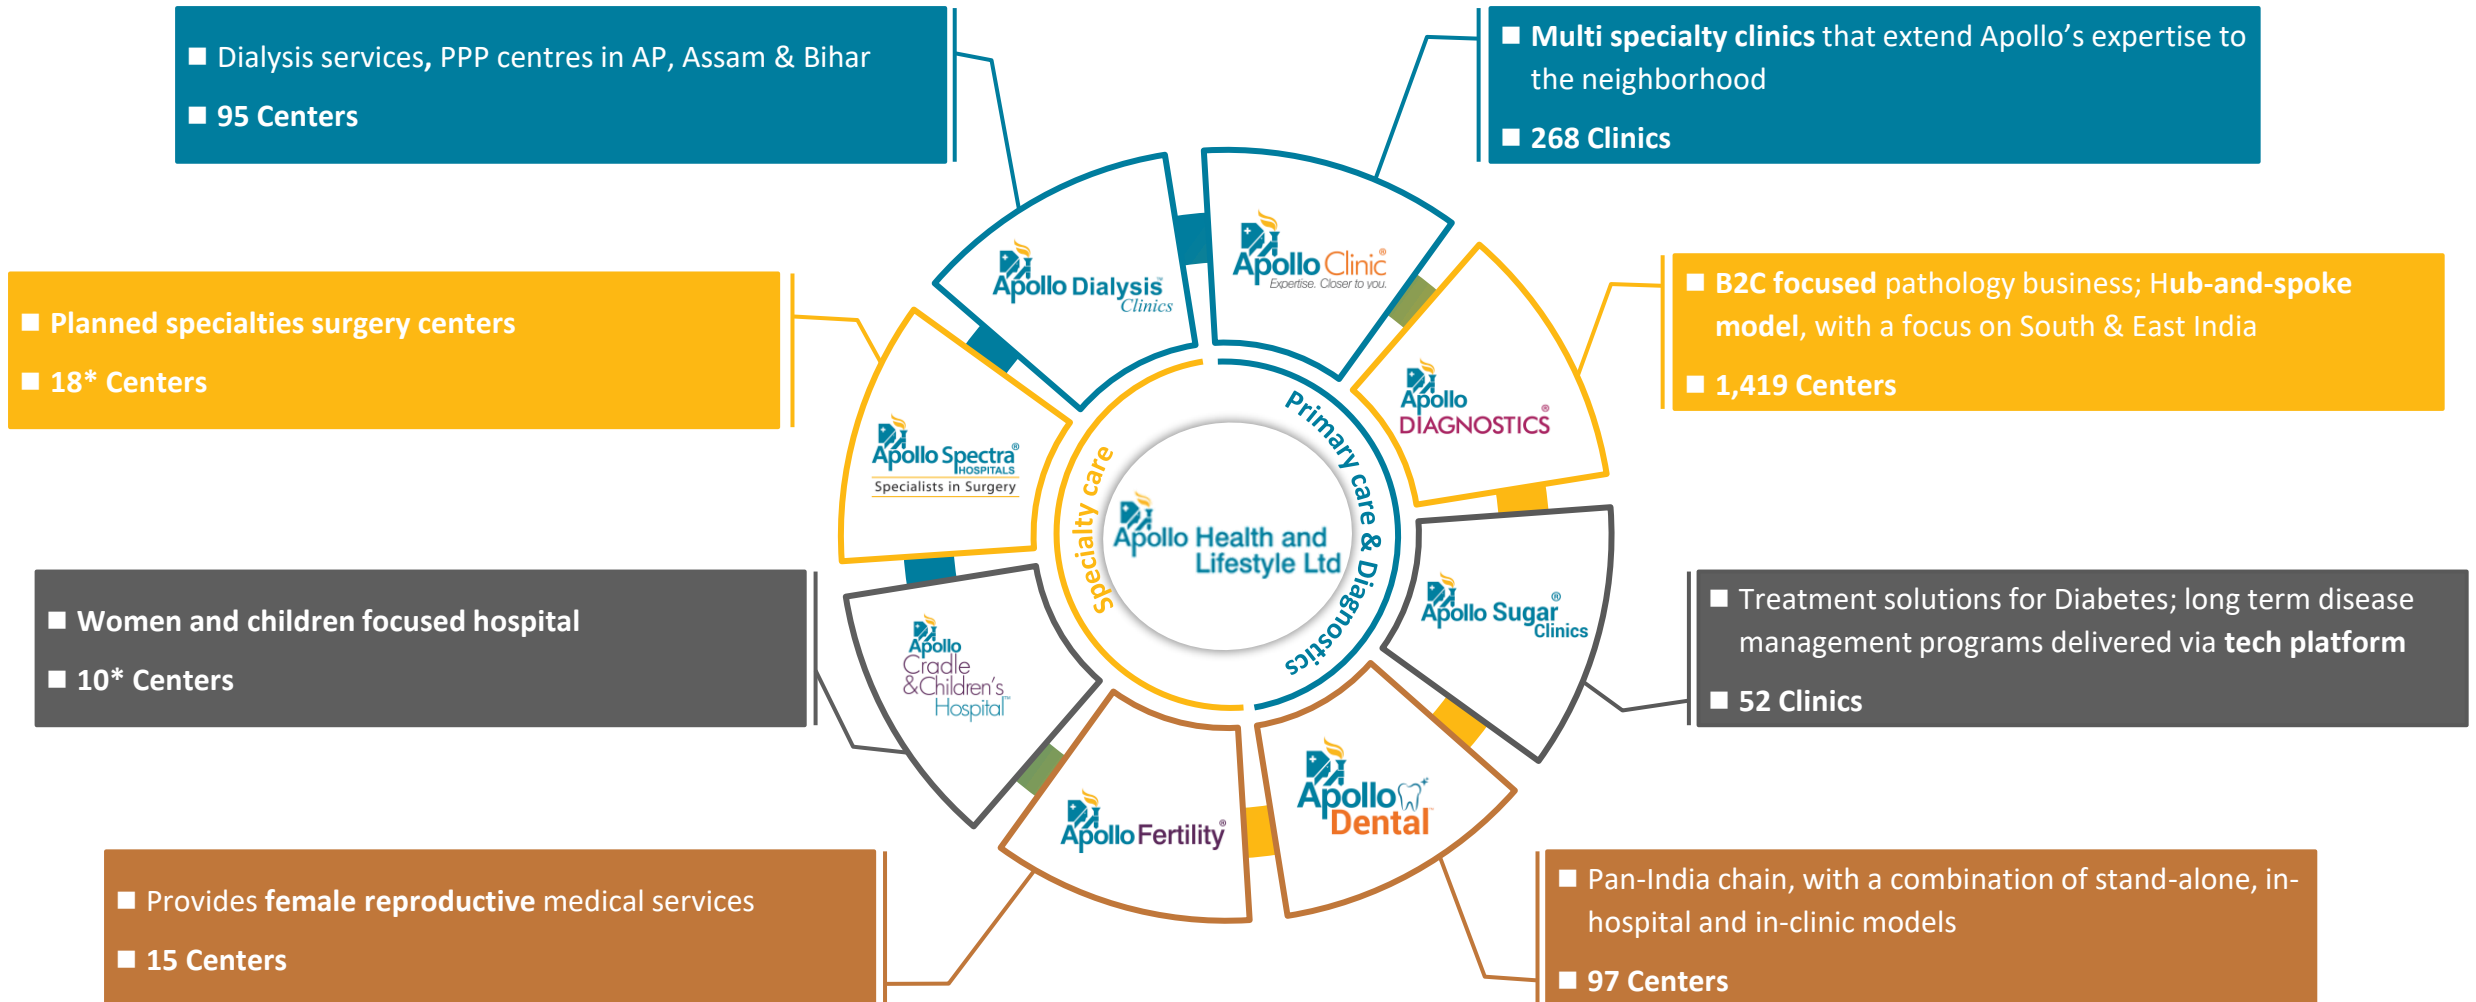 ■ Dialysis services, PPP centres in AP, Assam & Bihar
■ 95 Centers
■ Multi specialty clinics that extend Apollo's expertise to
the neighborhood
■ 268 Clinics
■ Planned specialties surgery centers
■ 18* Centers
■ B2C focused pathology business; Hub-and-spoke
model, with a focus on South & East India
■ 1,419 Centers
■ Women and children focused hospital
■ 10* Centers
■ Treatment solutions for Diabetes; long term disease
management programs delivered via tech platform
■ 52 Clinics
■ Provides female reproductive medical services
■ 15 Centers
■ Pan-India chain, with a combination of stand-alone, in-
hospital and in-clinic models
■ 97 Centers
Apollo Dialysis™
Clinics
Apollo Clinic®
Expertise. Closer to you.
Apollo
DIAGNOSTICS®
Apollo Sugar®
Clinics
Apollo
Dental™
Apollo Fertility®
Apollo
Cradle
&Children's
Hospital™
Apollo Spectra®
HOSPITALS
Specialists in Surgery
Specialty care
Primary care & Diagnostics
Apollo Health and
Lifestyle Ltd